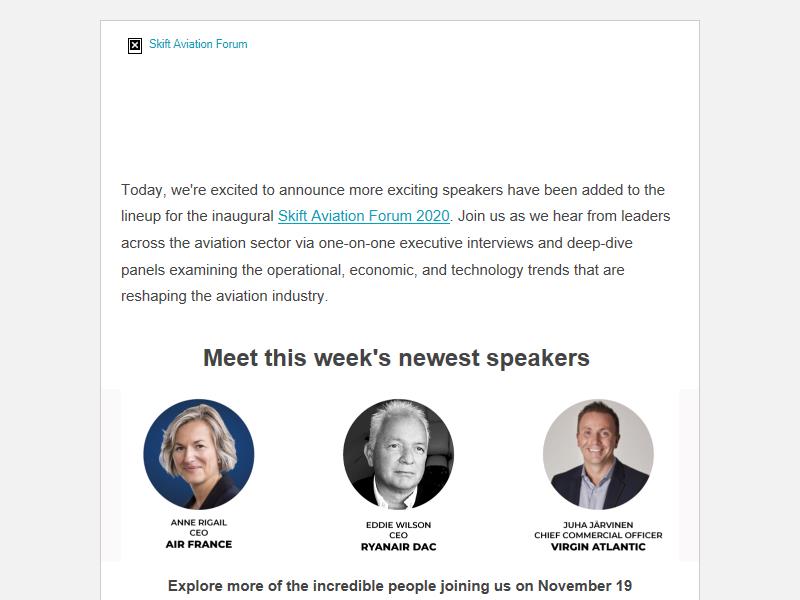 Skift Aviation Forum
Today, we're excited to announce more exciting speakers have been added to the
lineup for the inaugural Skift Aviation Forum 2020. Join us as we hear from leaders
across the aviation sector via one-on-one executive interviews and deep-dive
panels examining the operational, economic, and technology trends that are
reshaping the aviation industry.
Meet this week's newest speakers
ANNE RIGAIL
CEO
AIR FRANCE
EDDIE WILSON
CEO
RYANAIR DAC
JUHA JÄRVINEN
CHIEF COMMERCIAL OFFICER
VIRGIN ATLANTIC
Explore more of the incredible people joining us on November 19